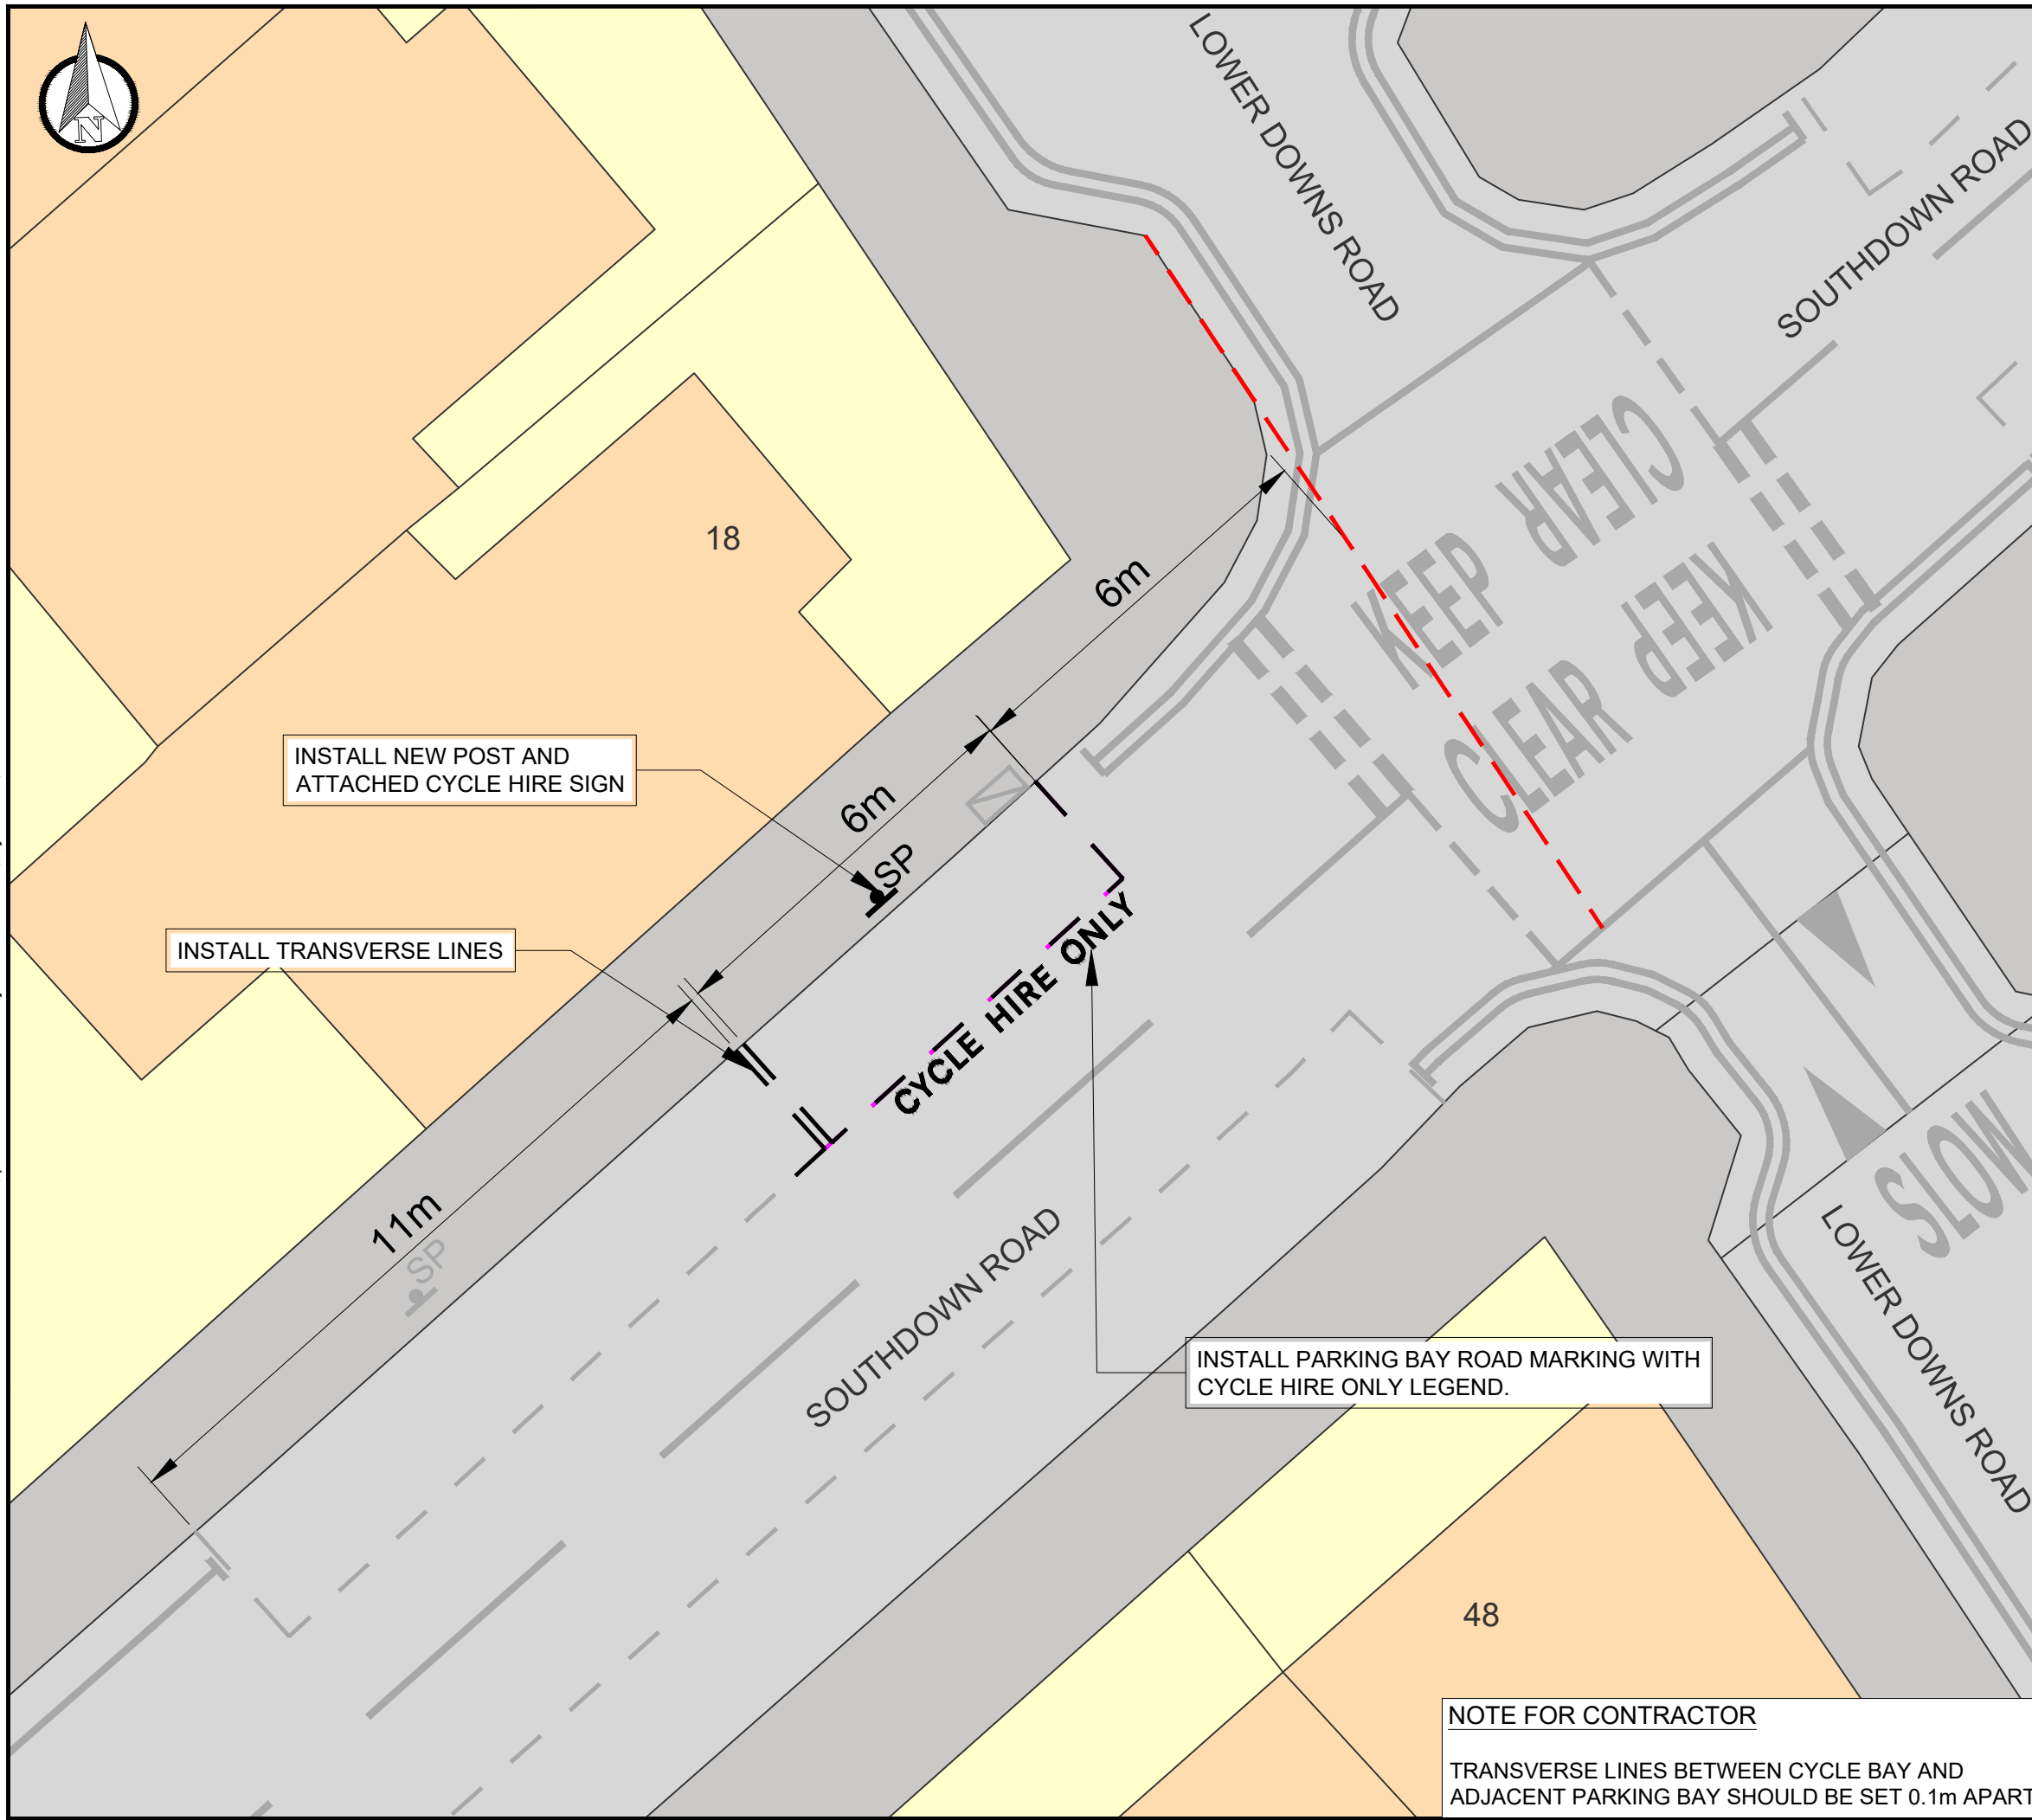 N
LOWER DOWNS ROAD
SOUTHDOWN ROAD
18
6m
KEEP
CLEAR
KEEP
CLEAR
INSTALL NEW POST AND
ATTACHED CYCLE HIRE SIGN
6m
SP
INSTALL TRANSVERSE LINES
CYCLE HIRE ONLY
SLOW
11m
SP
SOUTHDOWN ROAD
LOWER DOWNS ROAD
INSTALL PARKING BAY ROAD MARKING WITH
CYCLE HIRE ONLY LEGEND.
48
NOTE FOR CONTRACTOR
TRANSVERSE LINES BETWEEN CYCLE BAY AND
ADJACENT PARKING BAY SHOULD BE SET 0.1m APART